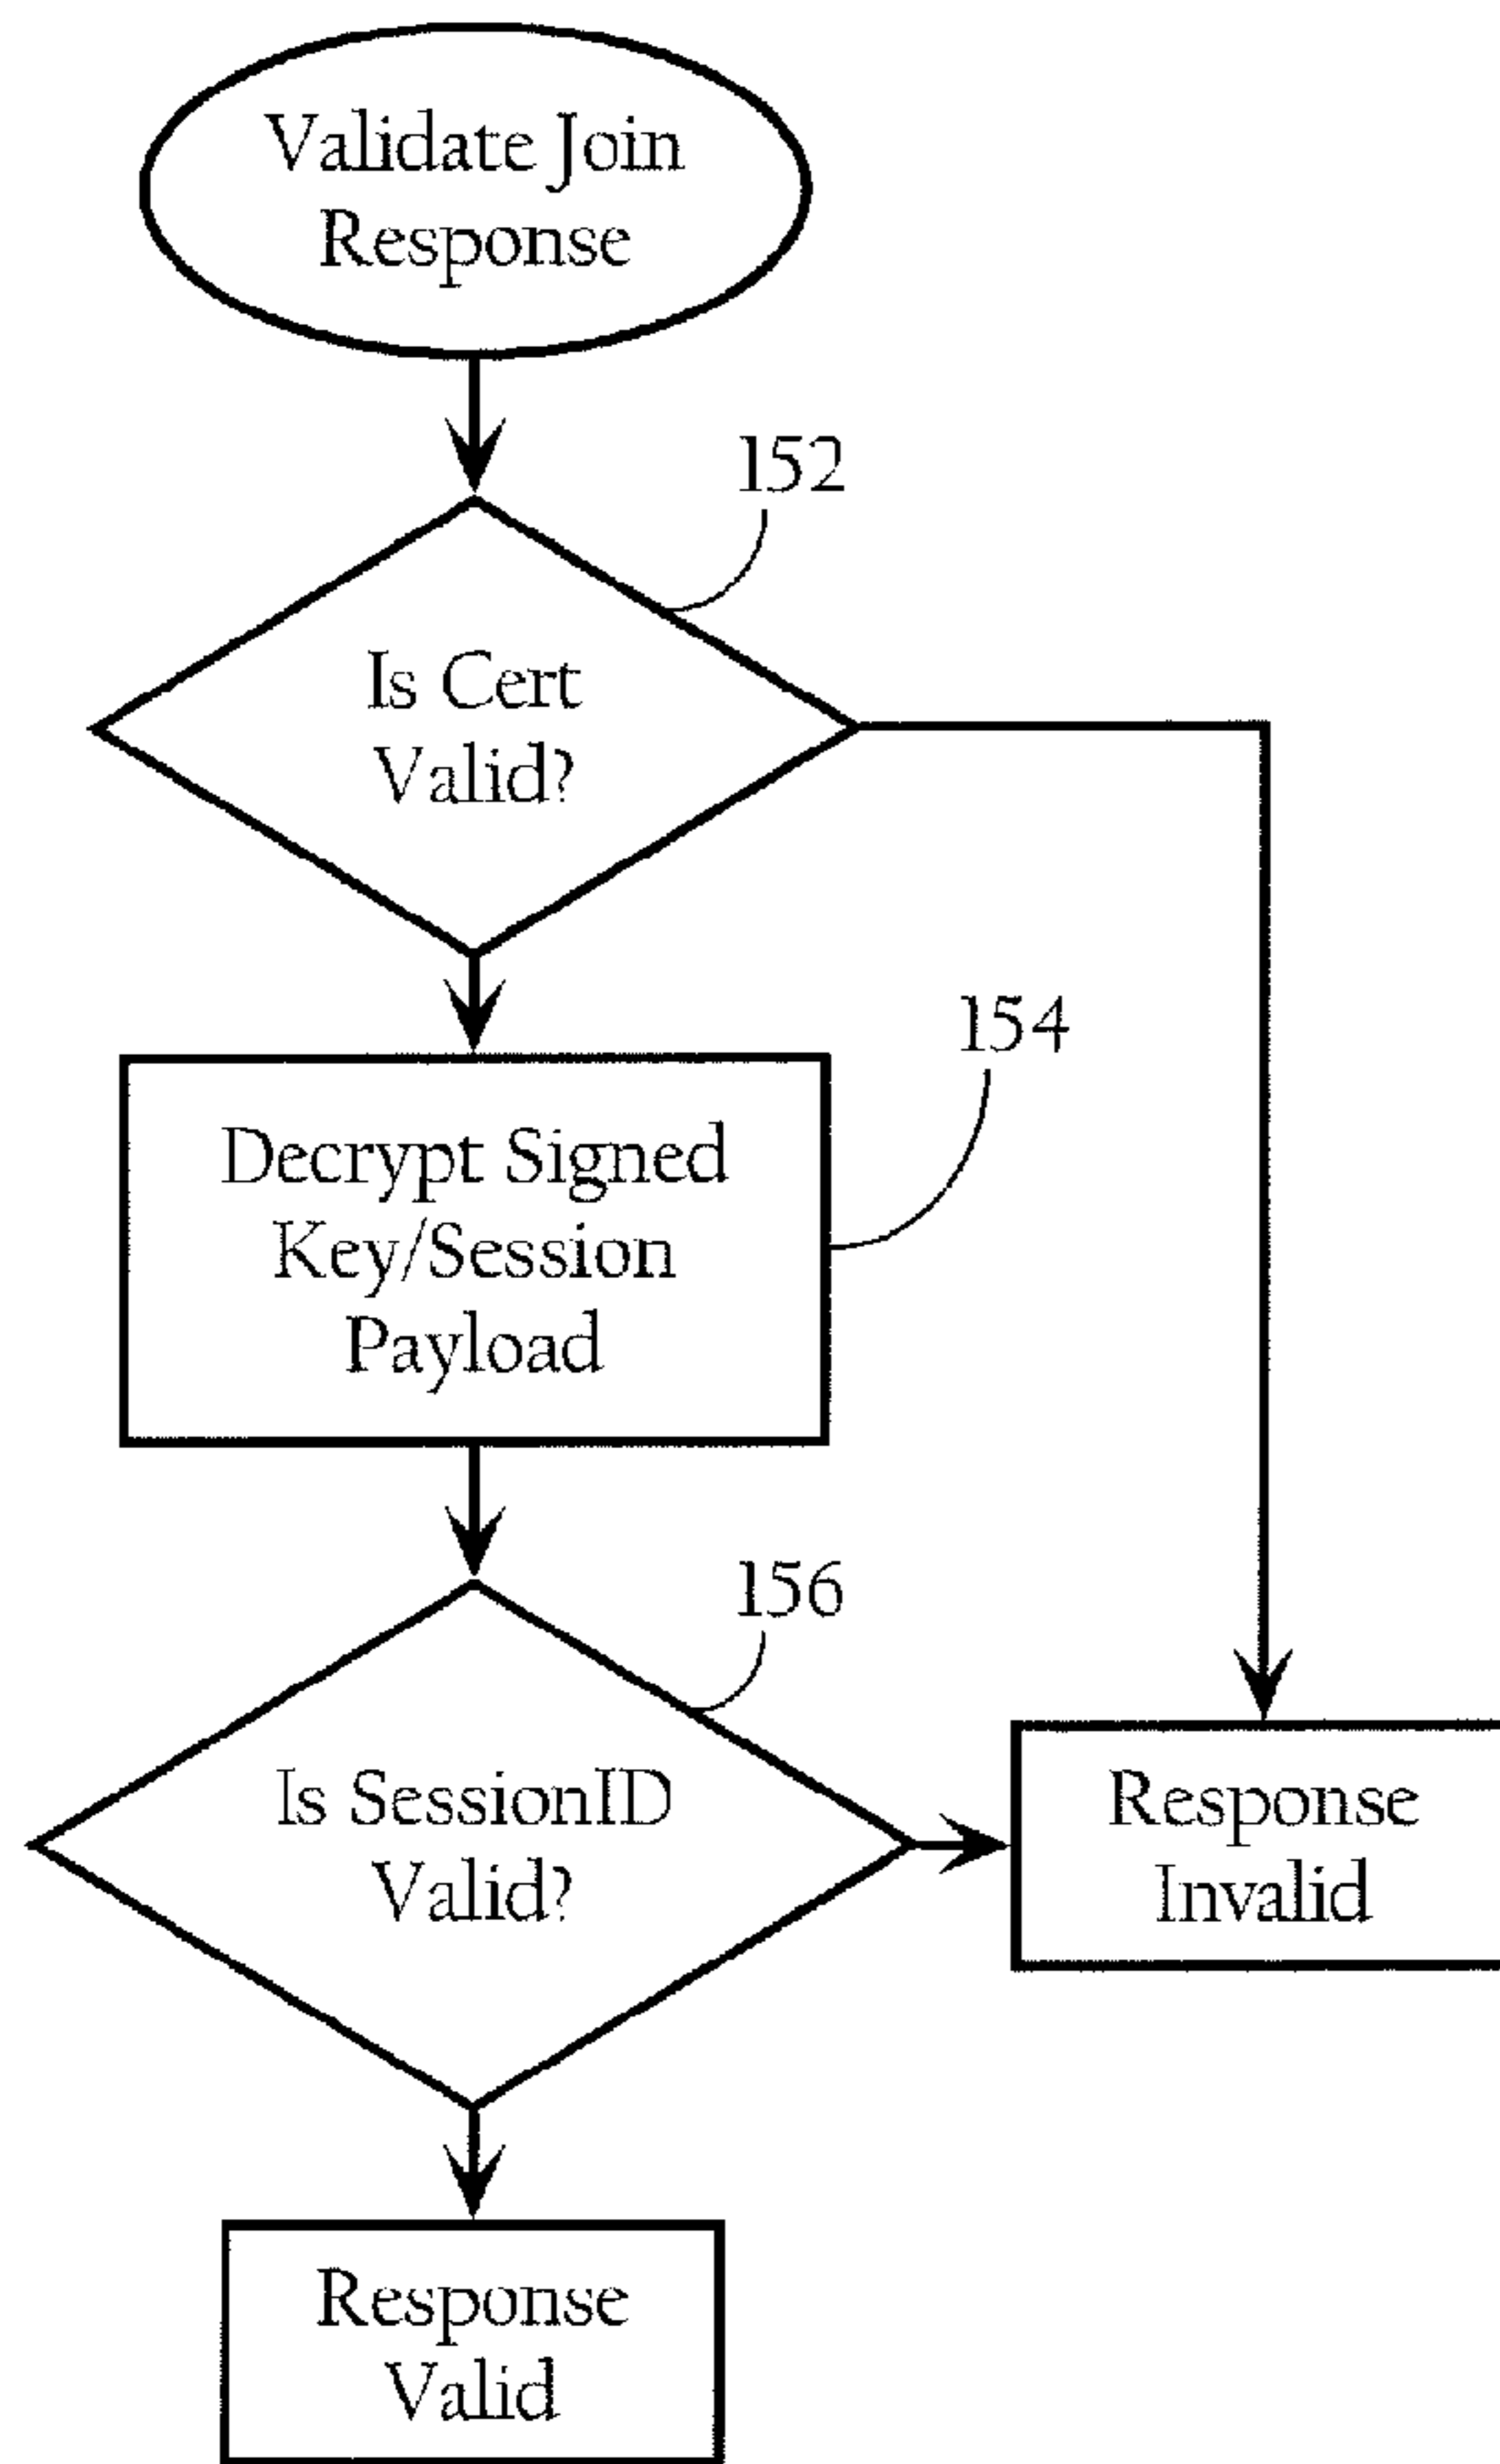 Validate Join
Response
152
Is Cert
Valid?
154
Decrypt Signed
Key/Session
Payload
156
Is SessionID
Valid?
Response
Invalid
Response
Valid